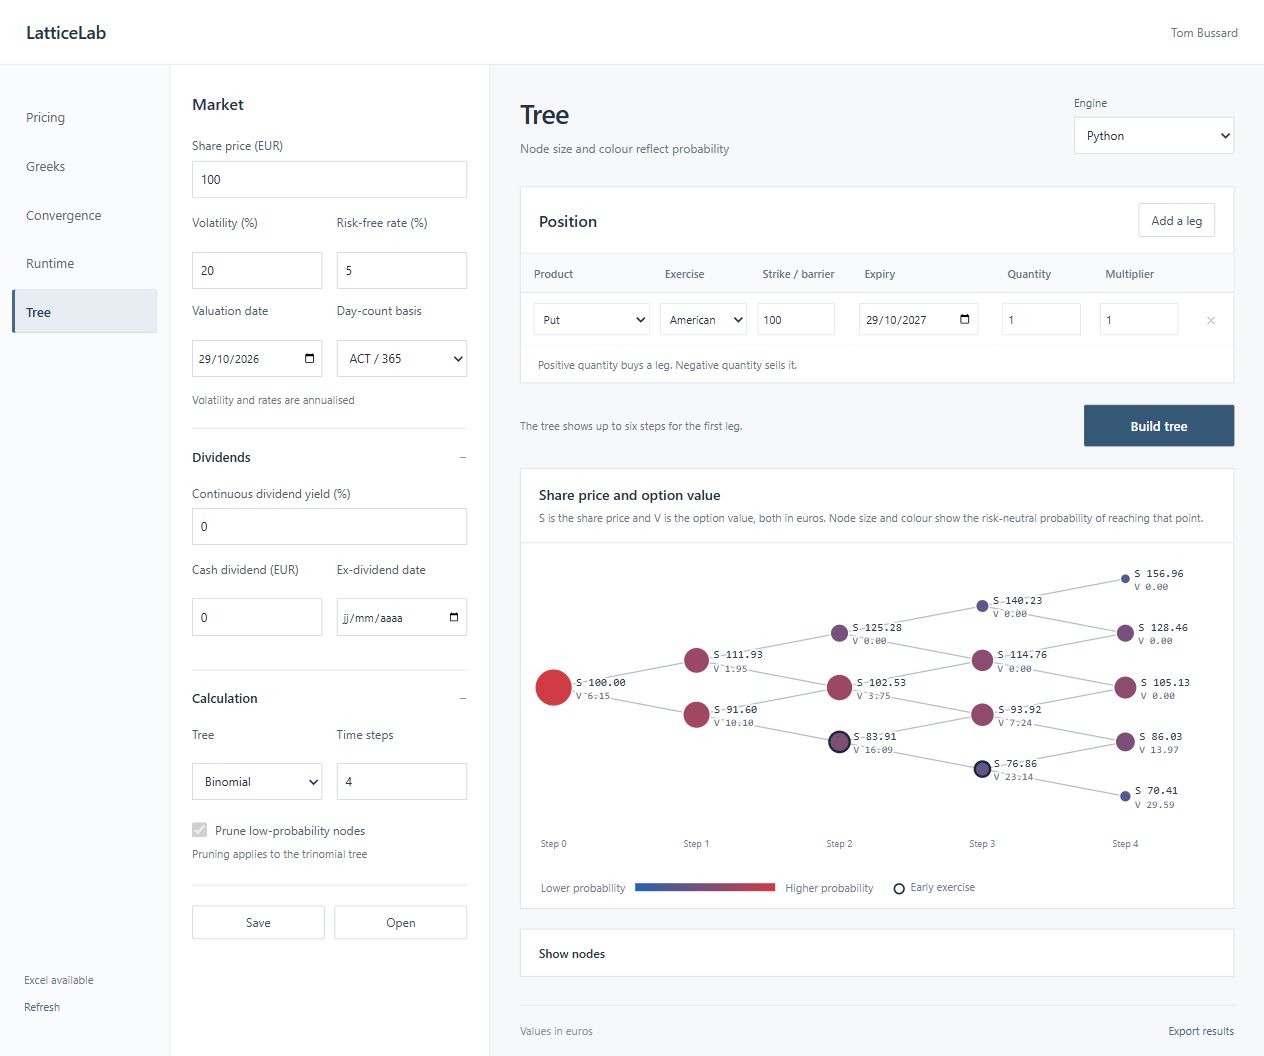 LatticeLab
Tom Bussard
Pricing
Greeks
Convergence
Runtime
Tree
Excel available
Refresh
Market
Share price (EUR)
100
Volatility (%)
Risk-free rate (%)
20
5
Valuation date
Day-count basis
29/10/2026
ACT / 365
Volatility and rates are annualised
Dividends
−
Continuous dividend yield (%)
0
Cash dividend (EUR)
Ex-dividend date
0
jj/mm/aaaa
Calculation
−
Tree
Time steps
Binomial
4
Prune low-probability nodes
Pruning applies to the trinomial tree
Save
Open
Tree
Node size and colour reflect probability
Engine
Python
Position
Add a leg
Product
Exercise
Strike / barrier
Expiry
Quantity
Multiplier
Put
American
100
29/10/2027
1
1
×
Positive quantity buys a leg. Negative quantity sells it.
The tree shows up to six steps for the first leg.
Build tree
Share price and option value
S is the share price and V is the option value, both in euros. Node size and colour show the risk-neutral probability of reaching that point.
S 100.00
V 6.15
S 111.93
V 1.95
S 91.60
V 10.10
S 125.28
V 0.00
S 102.53
V 3.75
S 83.91
V 16.09
S 140.23
V 0.00
S 114.76
V 0.00
S 93.92
V 7.24
S 76.86
V 23.14
S 156.96
V 0.00
S 128.46
V 0.00
S 105.13
V 0.00
S 86.03
V 13.97
S 70.41
V 29.59
Step 0
Step 1
Step 2
Step 3
Step 4
Lower probability
Higher probability
Early exercise
Show nodes
Values in euros
Export results